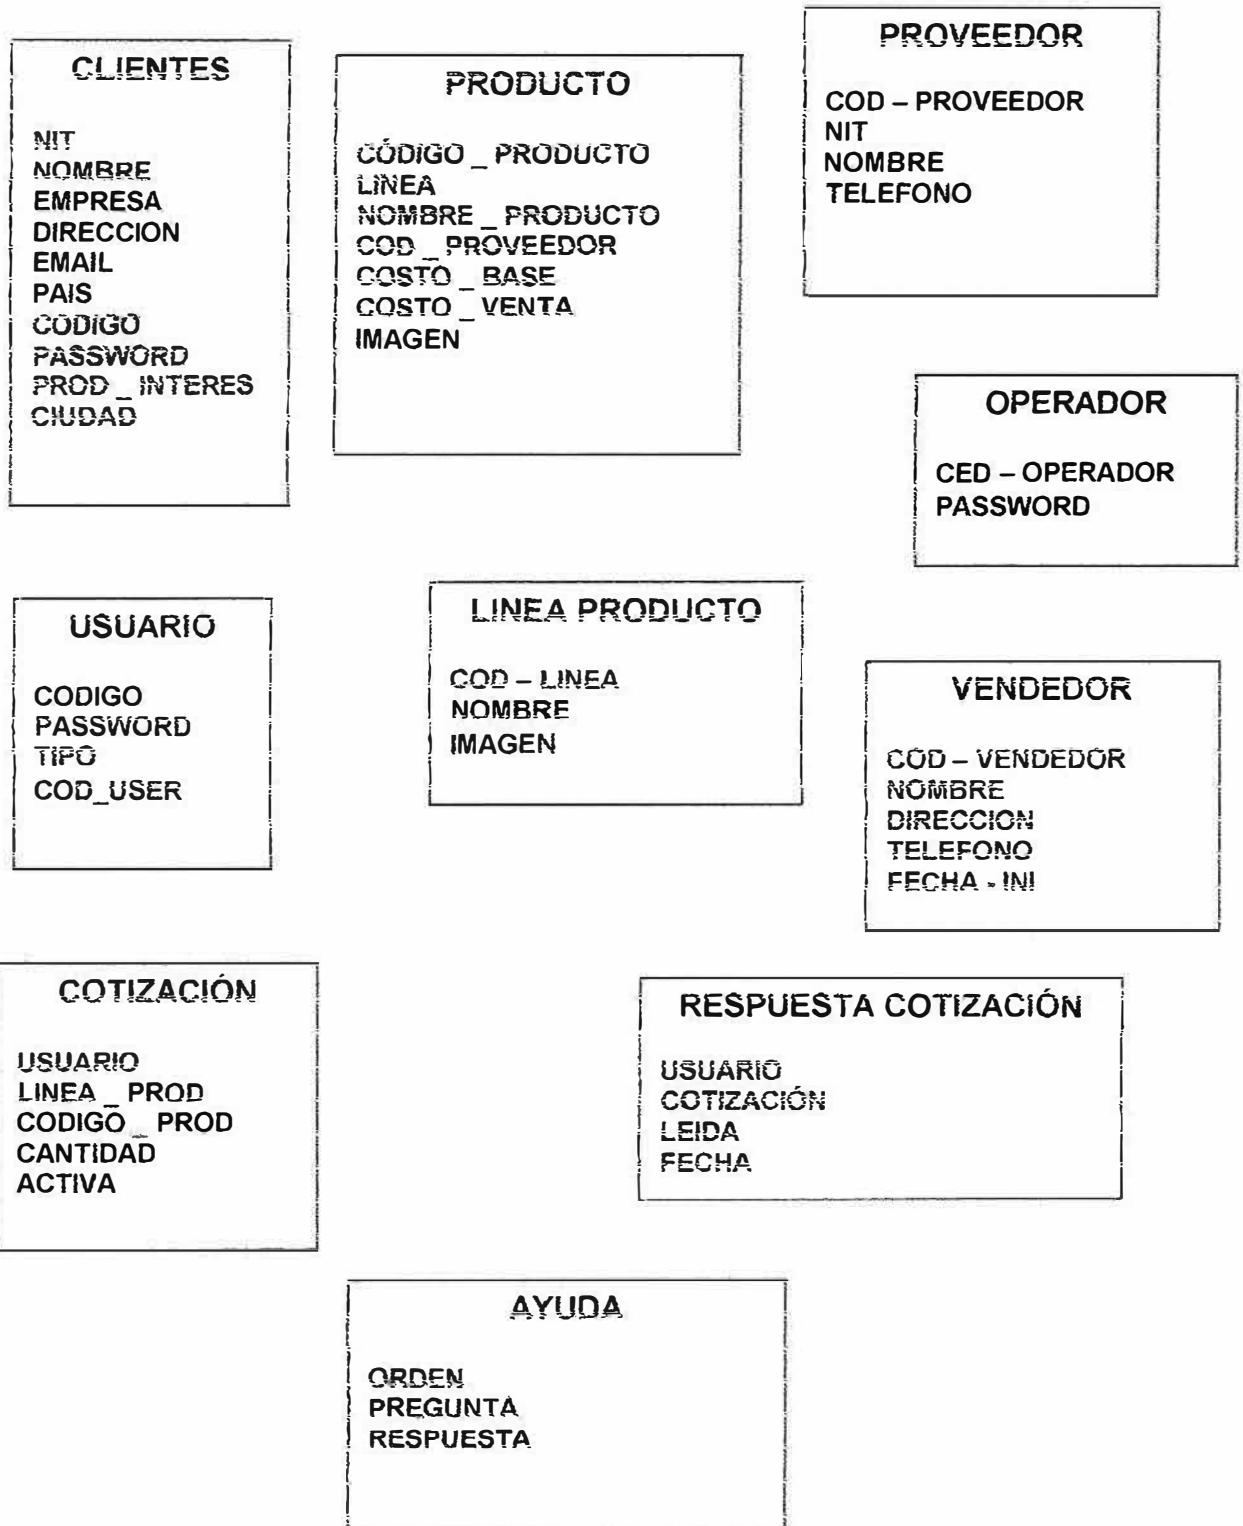 CLIENTES
NIT
NOMBRE
EMPRESA
DIRECCION
EMAIL
PAIS
CODIGO
PASSWORD
PROD _ INTERES
CIUDAD
PRODUCTO
CÓDIGO _ PRODUCTO
LINEA
NOMBRE _ PRODUCTO
COD _ PROVEEDOR
COSTO _ BASE
COSTO _ VENTA
IMAGEN
PROVEEDOR
COD – PROVEEDOR
NIT
NOMBRE
TELEFONO
OPERADOR
CED – OPERADOR
PASSWORD
USUARIO
CODIGO
PASSWORD
TIPO
COD_USER
LINEA PRODUCTO
COD – LINEA
NOMBRE
IMAGEN
VENDEDOR
COD – VENDEDOR
NOMBRE
DIRECCION
TELEFONO
FECHA - INI
COTIZACIÓN
USUARIO
LINEA _ PROD
CODIGO _ PROD
CANTIDAD
ACTIVA
RESPUESTA COTIZACIÓN
USUARIO
COTIZACIÓN
LEIDA
FECHA
AYUDA
ORDEN
PREGUNTA
RESPUESTA